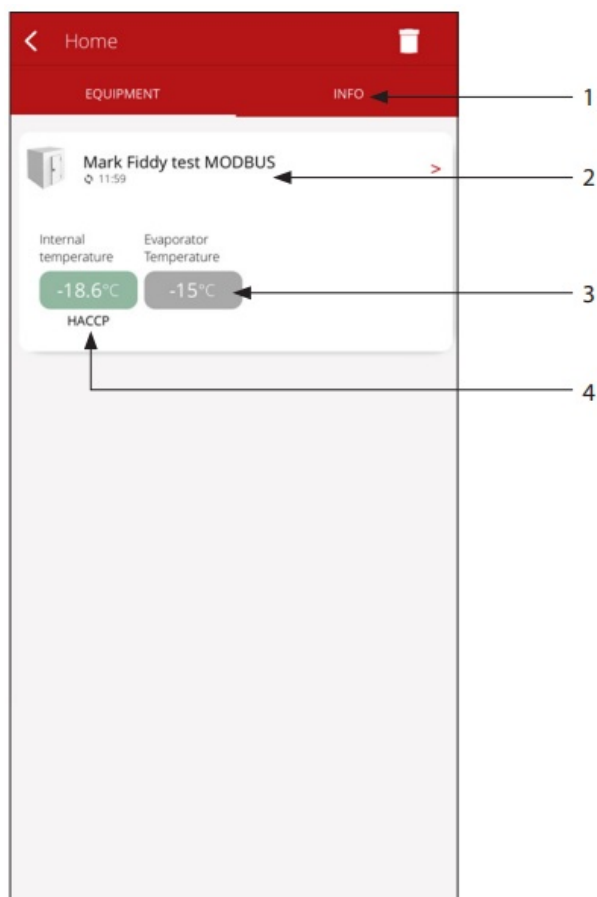 Home
EQUIPMENT INFO
1
Mark Fiddy test MODBUS
11:59
>
2
Internal temperature
Evaporator Temperature
-18.6°C -15°C
3
HACCP
4